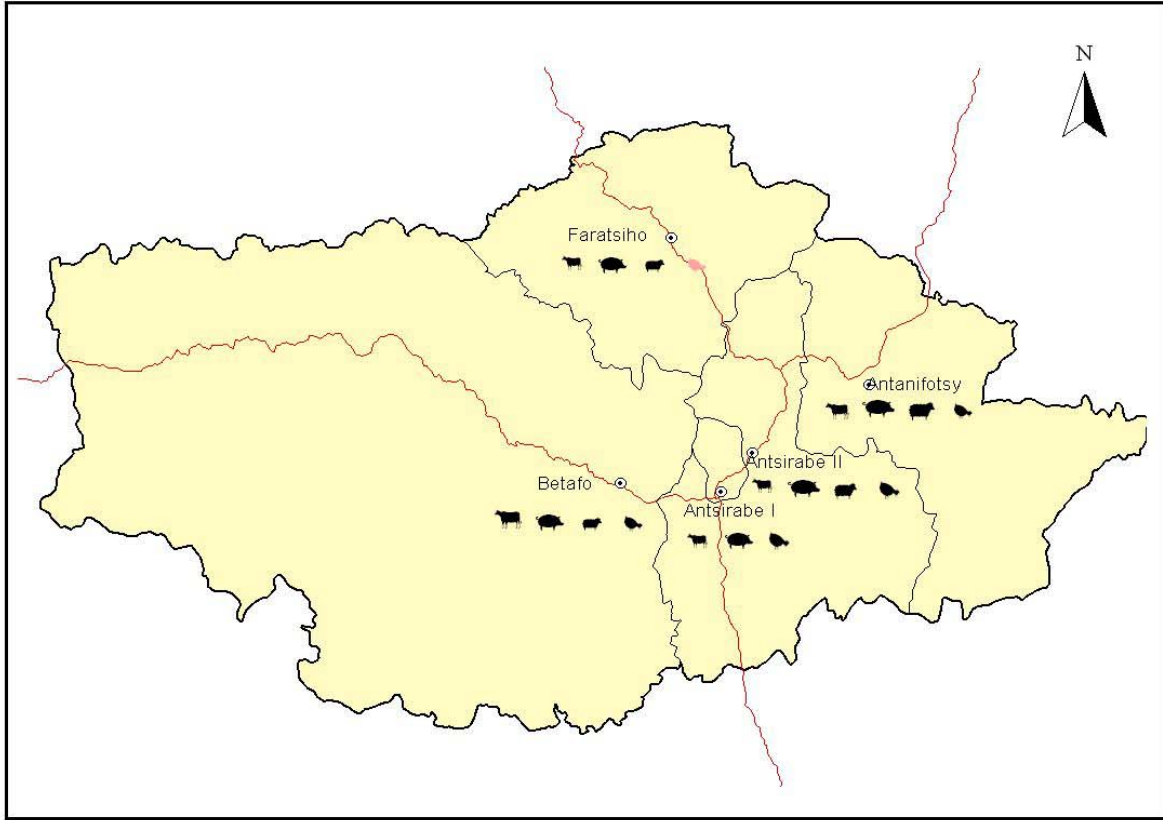 N
Faratsiho
Antanifotsy
Antsirabe II
Betafo
Antsirabe I